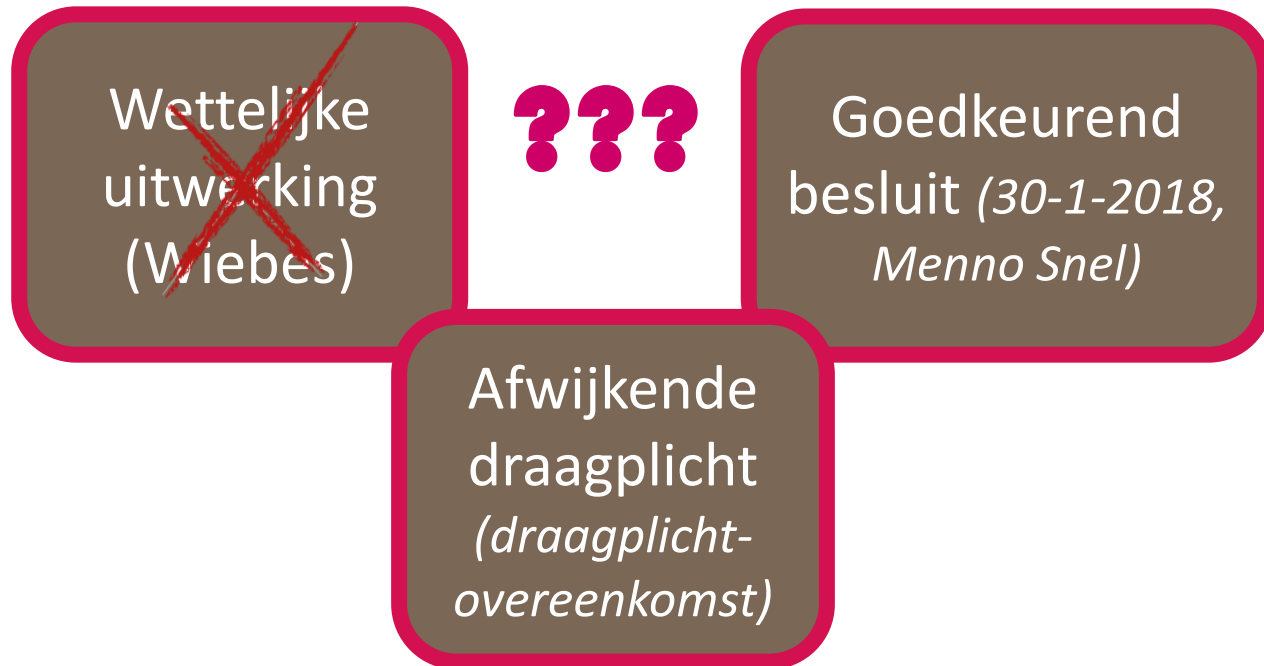 Wettelijke
uitwerking
(Wiebes)
???
Goedkeurend
besluit (30-1-2018,
Menno Snel)
Afwijkende
draagplicht
(draagplicht-
overeenkomst)